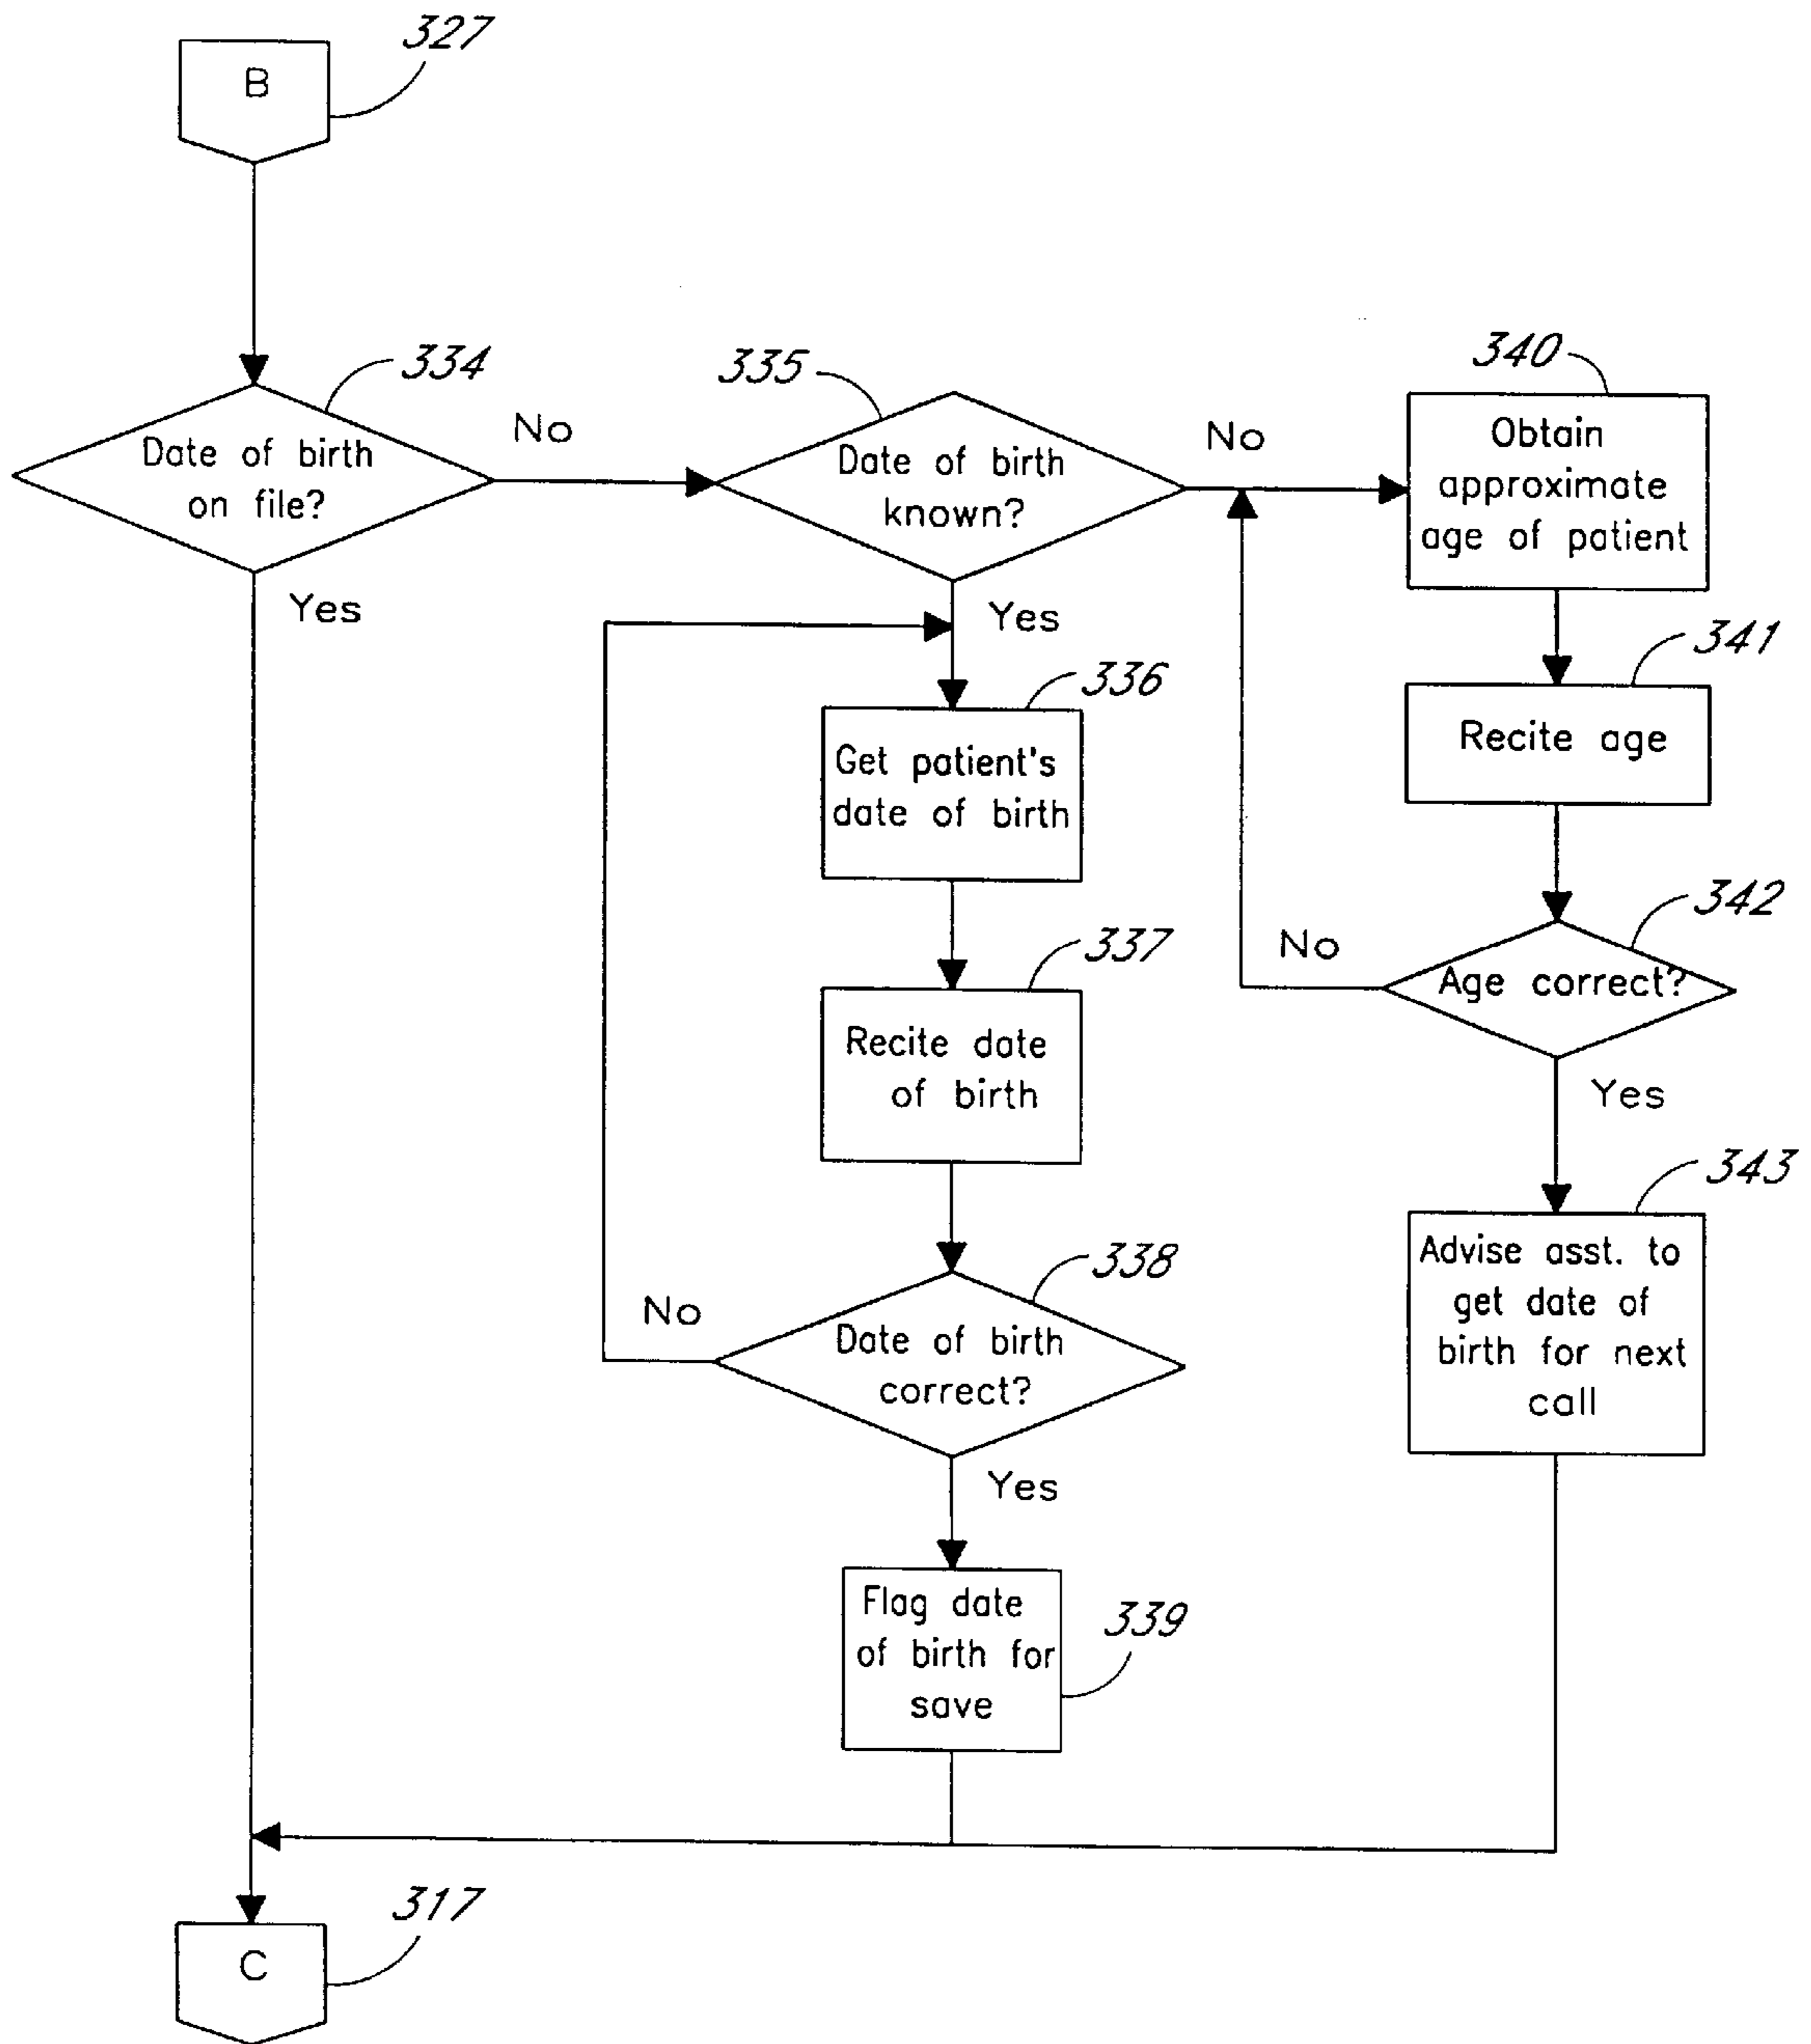 327
B
334
335
340
Date of birth
on file?
No
Date of birth
known?
No
Obtain
approximate
age of patient
Yes
Yes
341
Recite age
336
Get patient's
date of birth
342
No
Age correct?
337
Recite date
of birth
Yes
343
Advise asst. to
get date of
birth for next
call
338
No
Date of birth
correct?
Yes
Flag date
of birth for
save
339
317
C